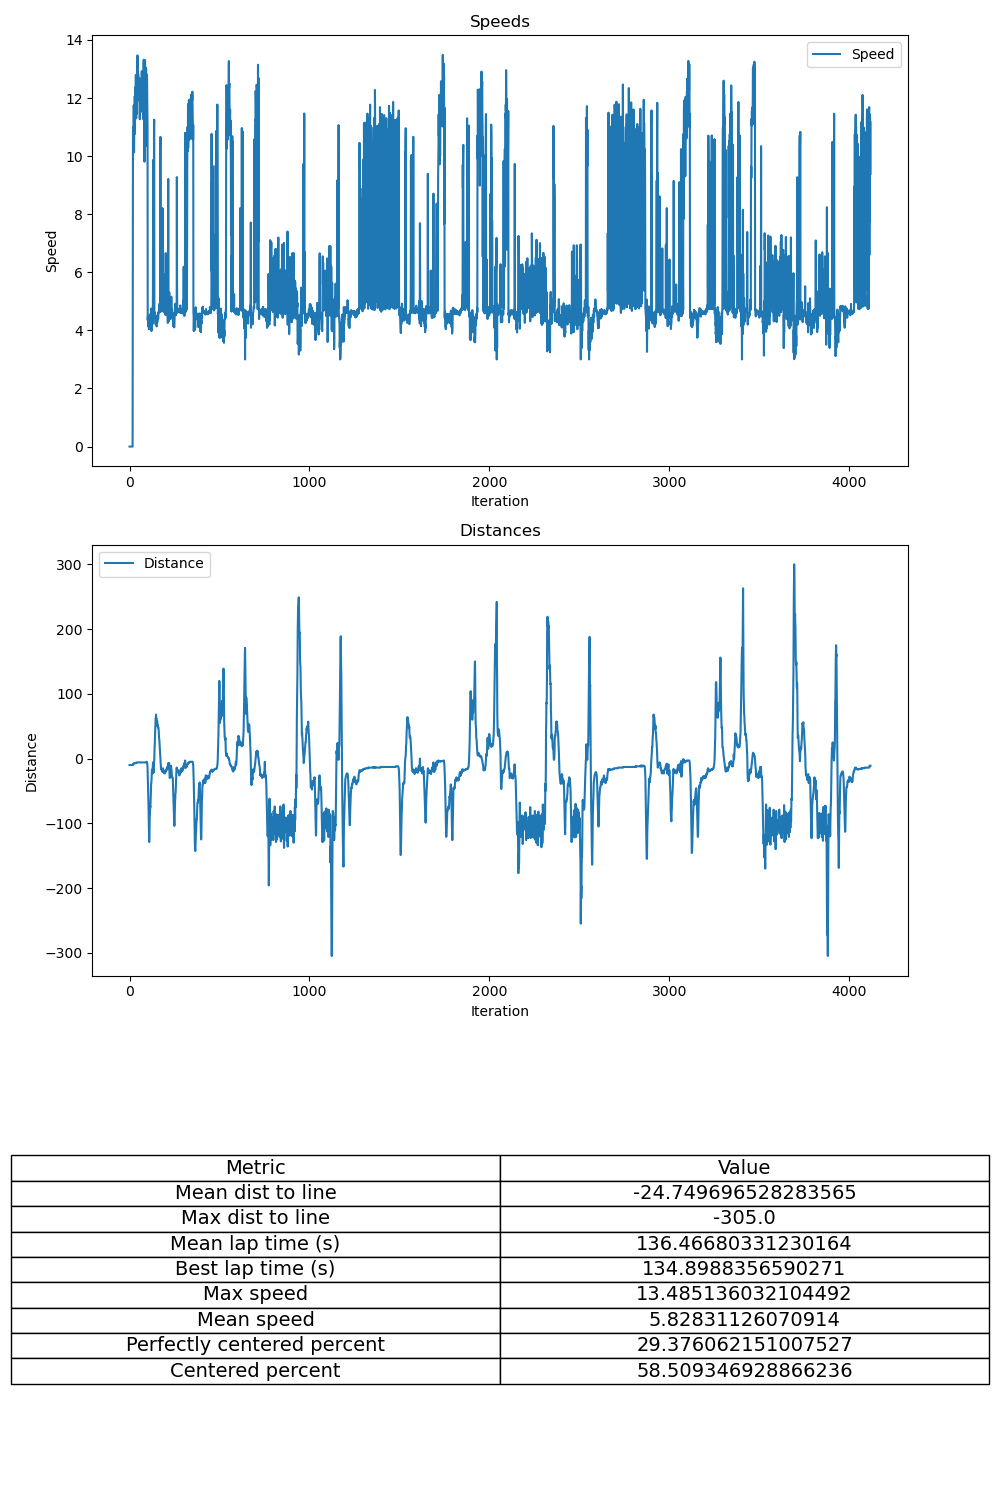 Speeds
Speed
14
12
10
8
6
4
2
0
Speed
0 1000 2000 3000 4000
Iteration
Distances
Distance
300
200
100
0
−100
−200
−300
Distance
0 1000 2000 3000 4000
Iteration
Metric Value
Mean dist to line -24.749696528283565
Max dist to line -305.0
Mean lap time (s) 136.46680331230164
Best lap time (s) 134.8988356590271
Max speed 13.485136032104492
Mean speed 5.82831126070914
Perfectly centered percent 29.376062151007527
Centered percent 58.509346928866236